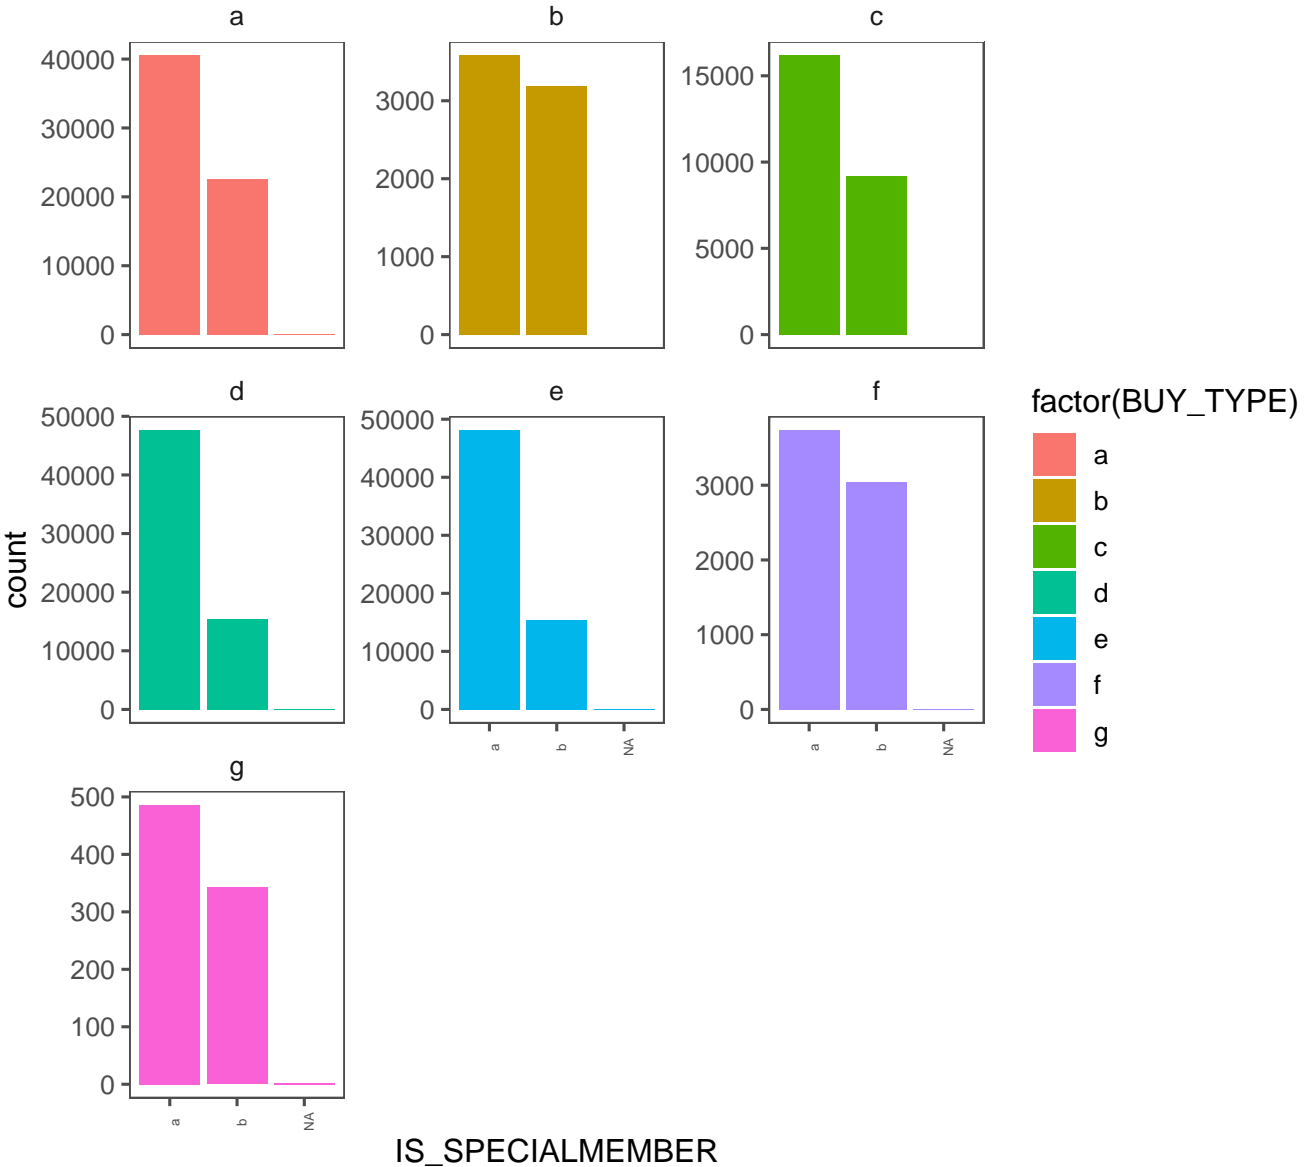 a
b
c
40000
30000
20000
10000
0
3000
2000
1000
0
15000
10000
5000
0
d
e
f
50000
40000
30000
20000
10000
0
50000
40000
30000
20000
10000
0
3000
2000
1000
0
a
b
NA
a
b
NA
g
500
400
300
200
100
0
a
b
NA
count
IS_SPECIALMEMBER
factor(BUY_TYPE)
a
b
c
d
e
f
g